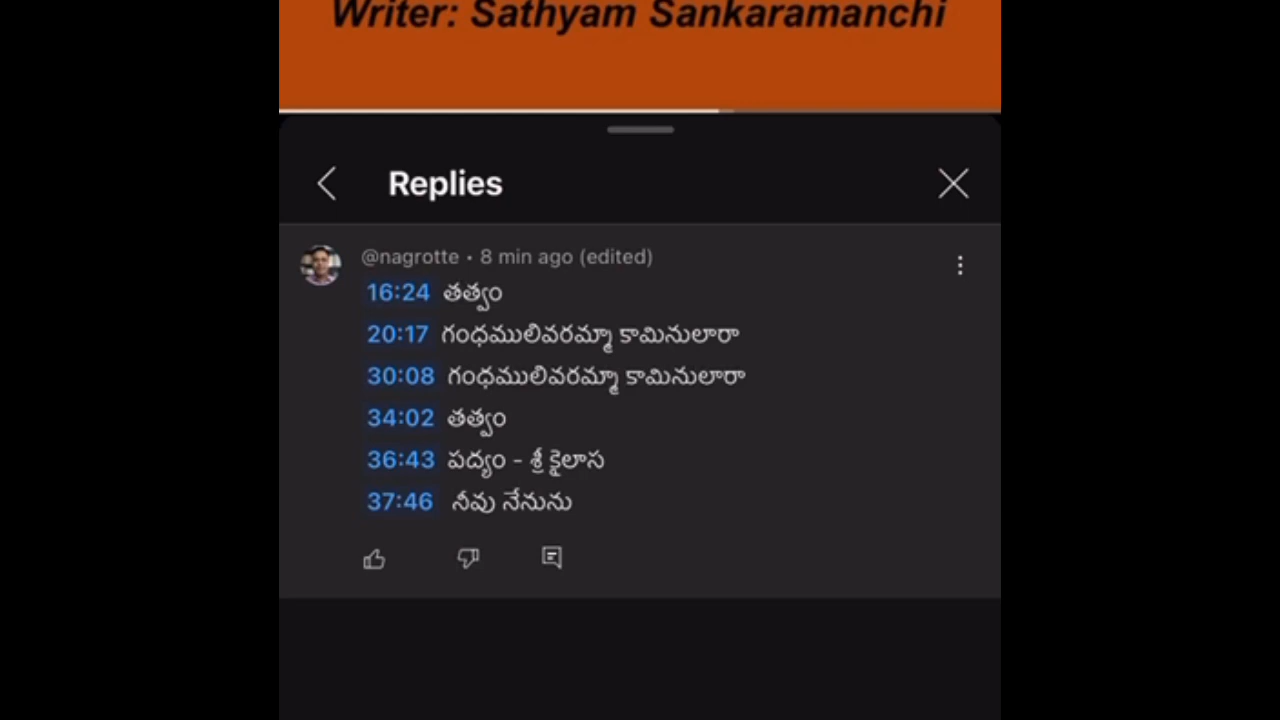 Writer: Sathyam Sankaramanchi
Replies
@nagrotte • 8 min ago (edited)
16:24 తత్వం
20:17 గంధములివరమ్మా కామినులారా
30:08 గంధములివరమ్మా కామినులారా
34:02 తత్వం
36:43 పద్యం - శ్రీ కైలాస
37:46 నీవు నేనును